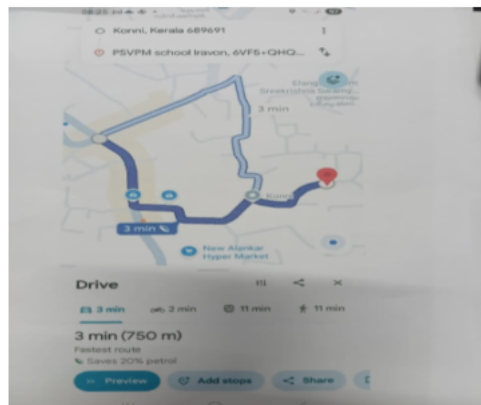 Konni, Kerala 689691
PSVPM school Iravon, 6VF5+QHQ...
3 min
Konni
3 min
New Alankar
Hyper Market
Drive
3 min
2 min
11 min
11 min
3 min (750 m)
Fastest route
Saves 20% petrol
Preview
Add stops
Share